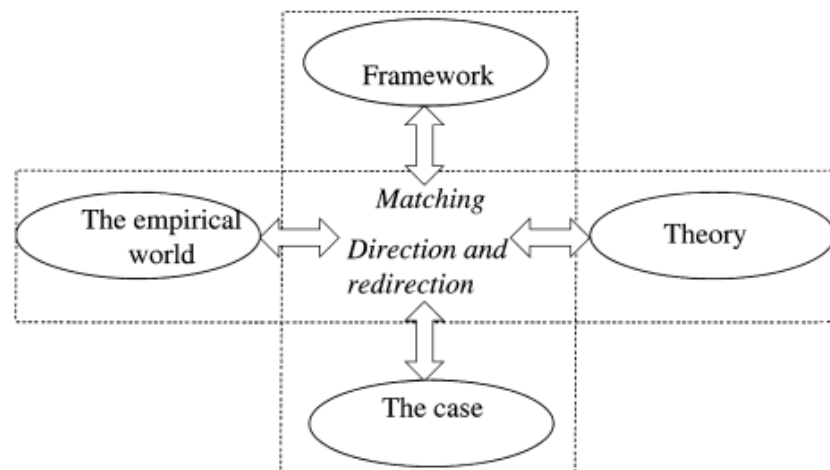 Framework
Matching
The empirical
world
Direction and
redirection
Theory
The case